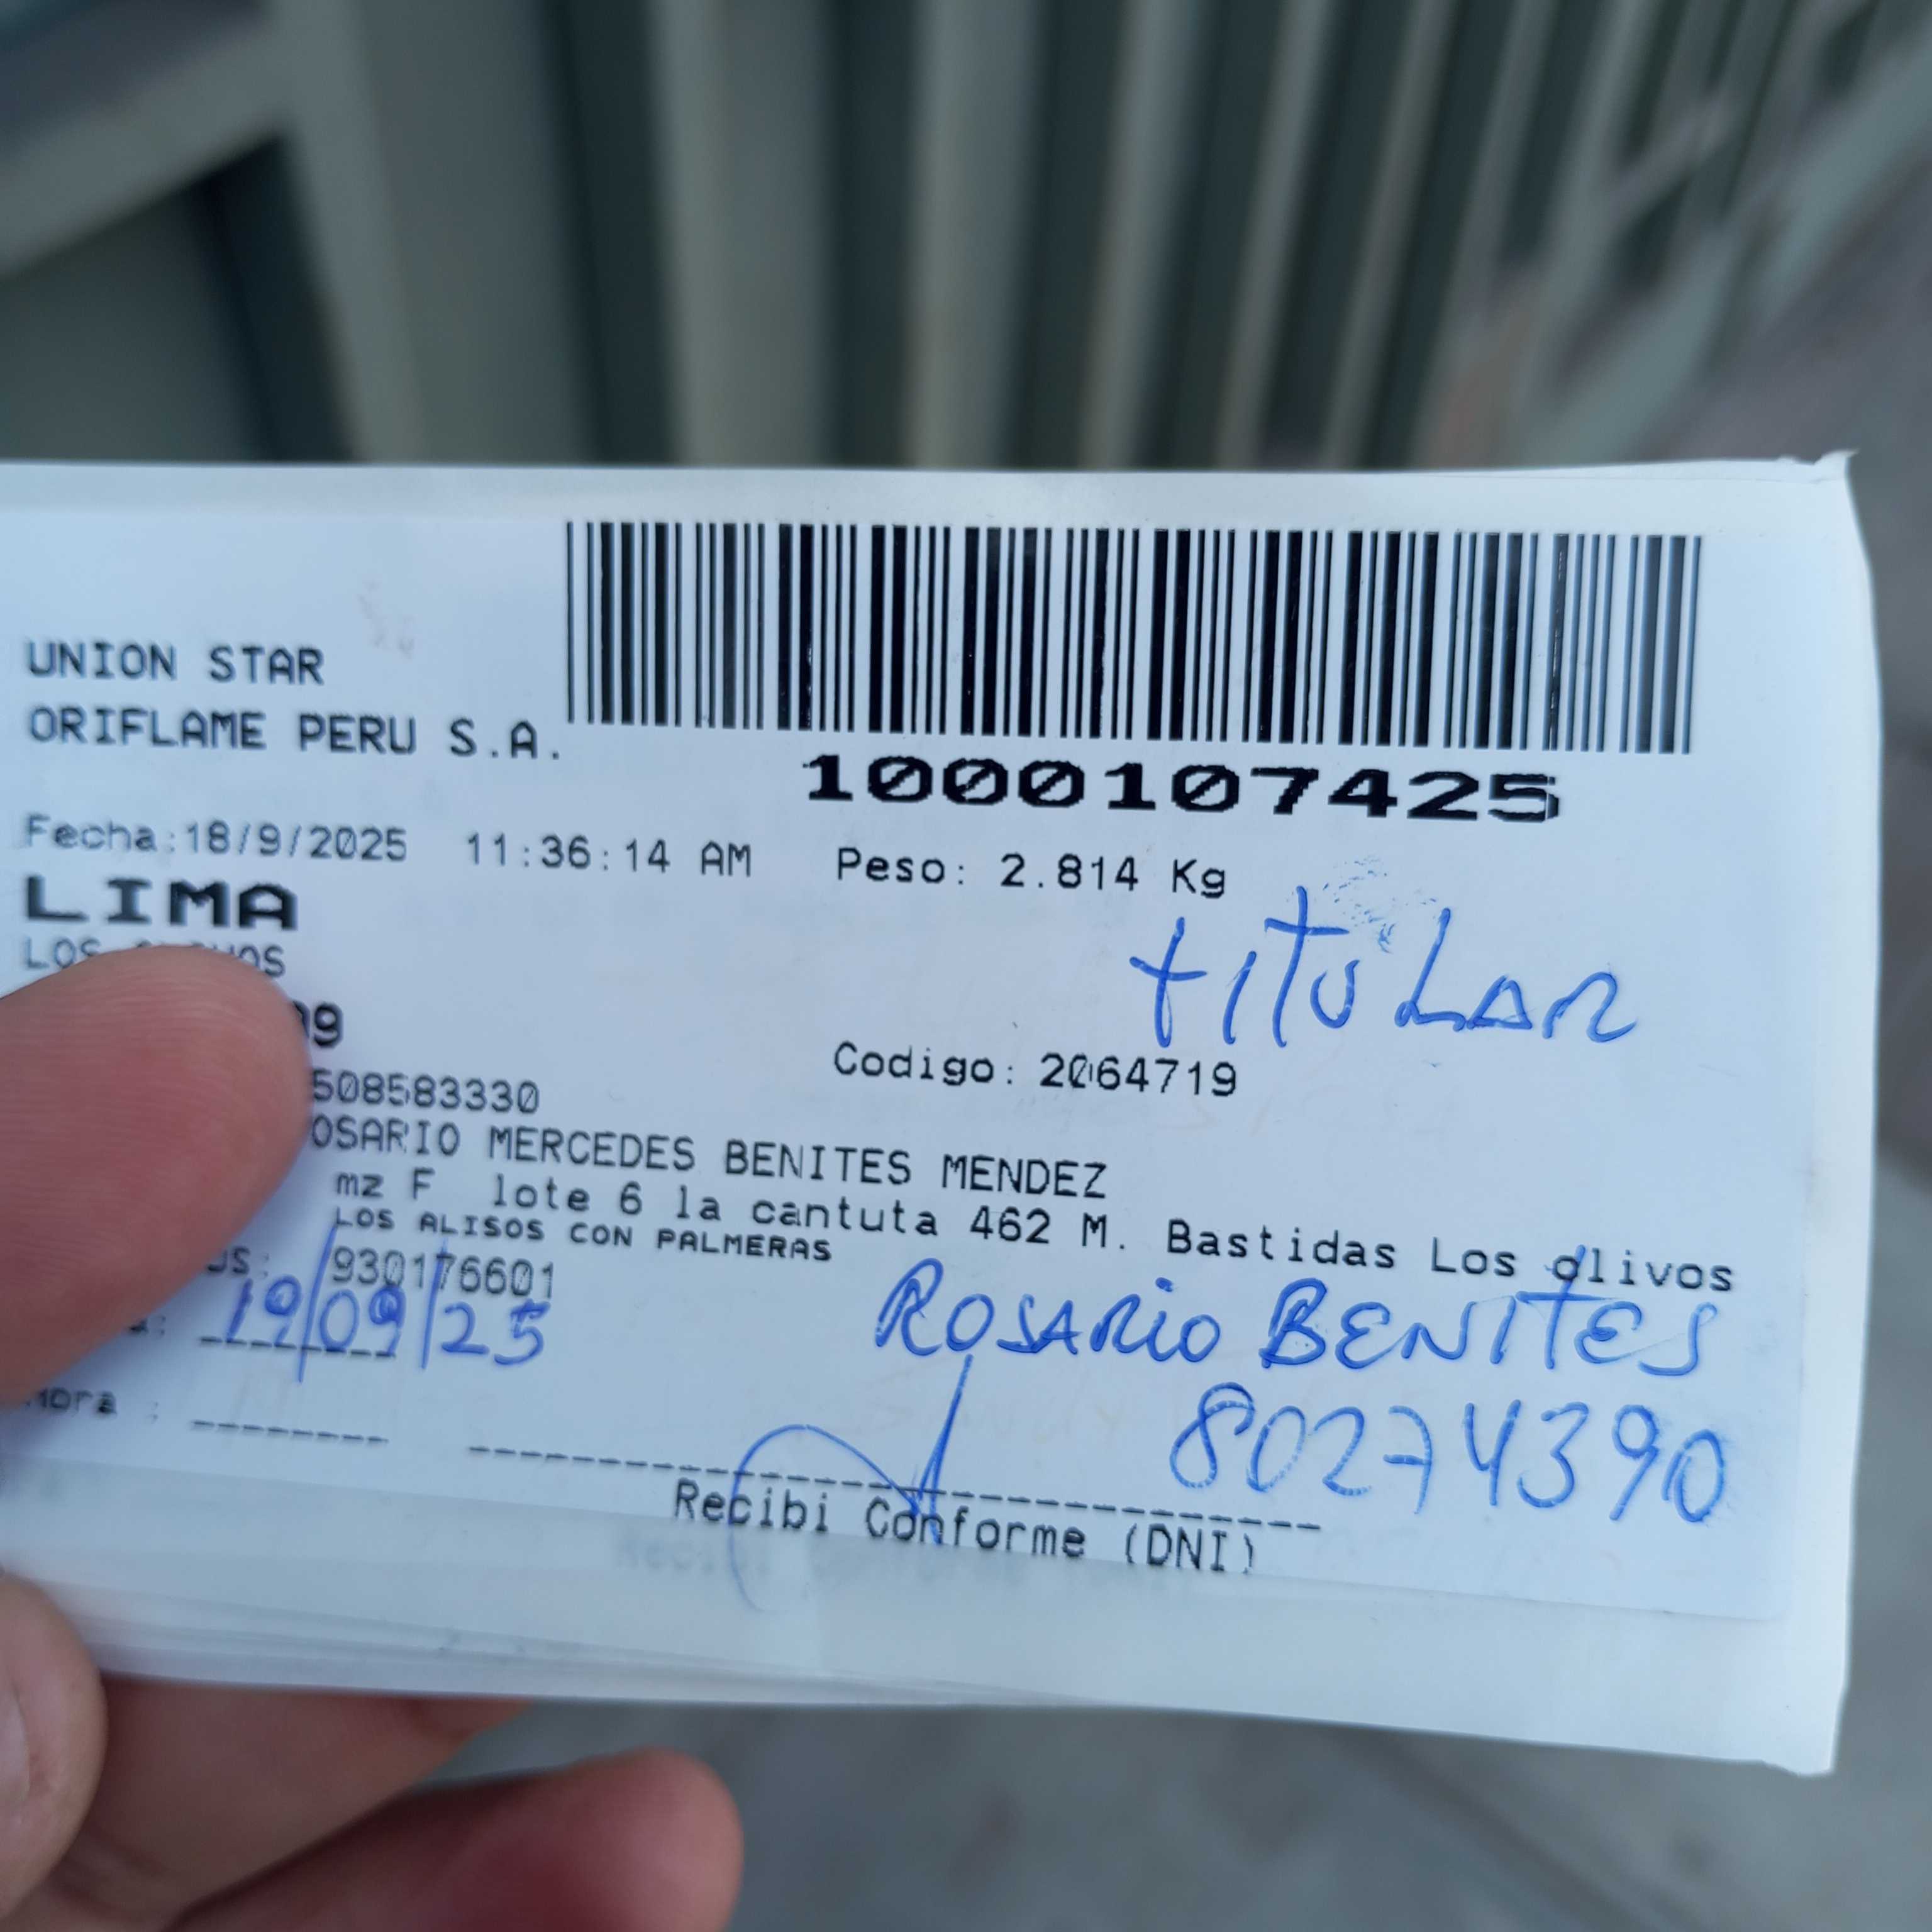 UNION STAR
ORIFLAME PERU S.A.
1000107425
Fecha:18/9/2025 11:36:14 AM Peso: 2.814 Kg
LIMA
TITULAR
LOS
Codigo: 2064719
508583330
OSARIO MERCEDES BENITES MENDEZ
mz F lote 6 la cantuta 462 M. Bastidas Los olivos
LOS ALISOS CON PALMERAS
930176601
19/09/25
ROSARIO BENITES
80274390
Hora :
Recibi Conforme (DNI)